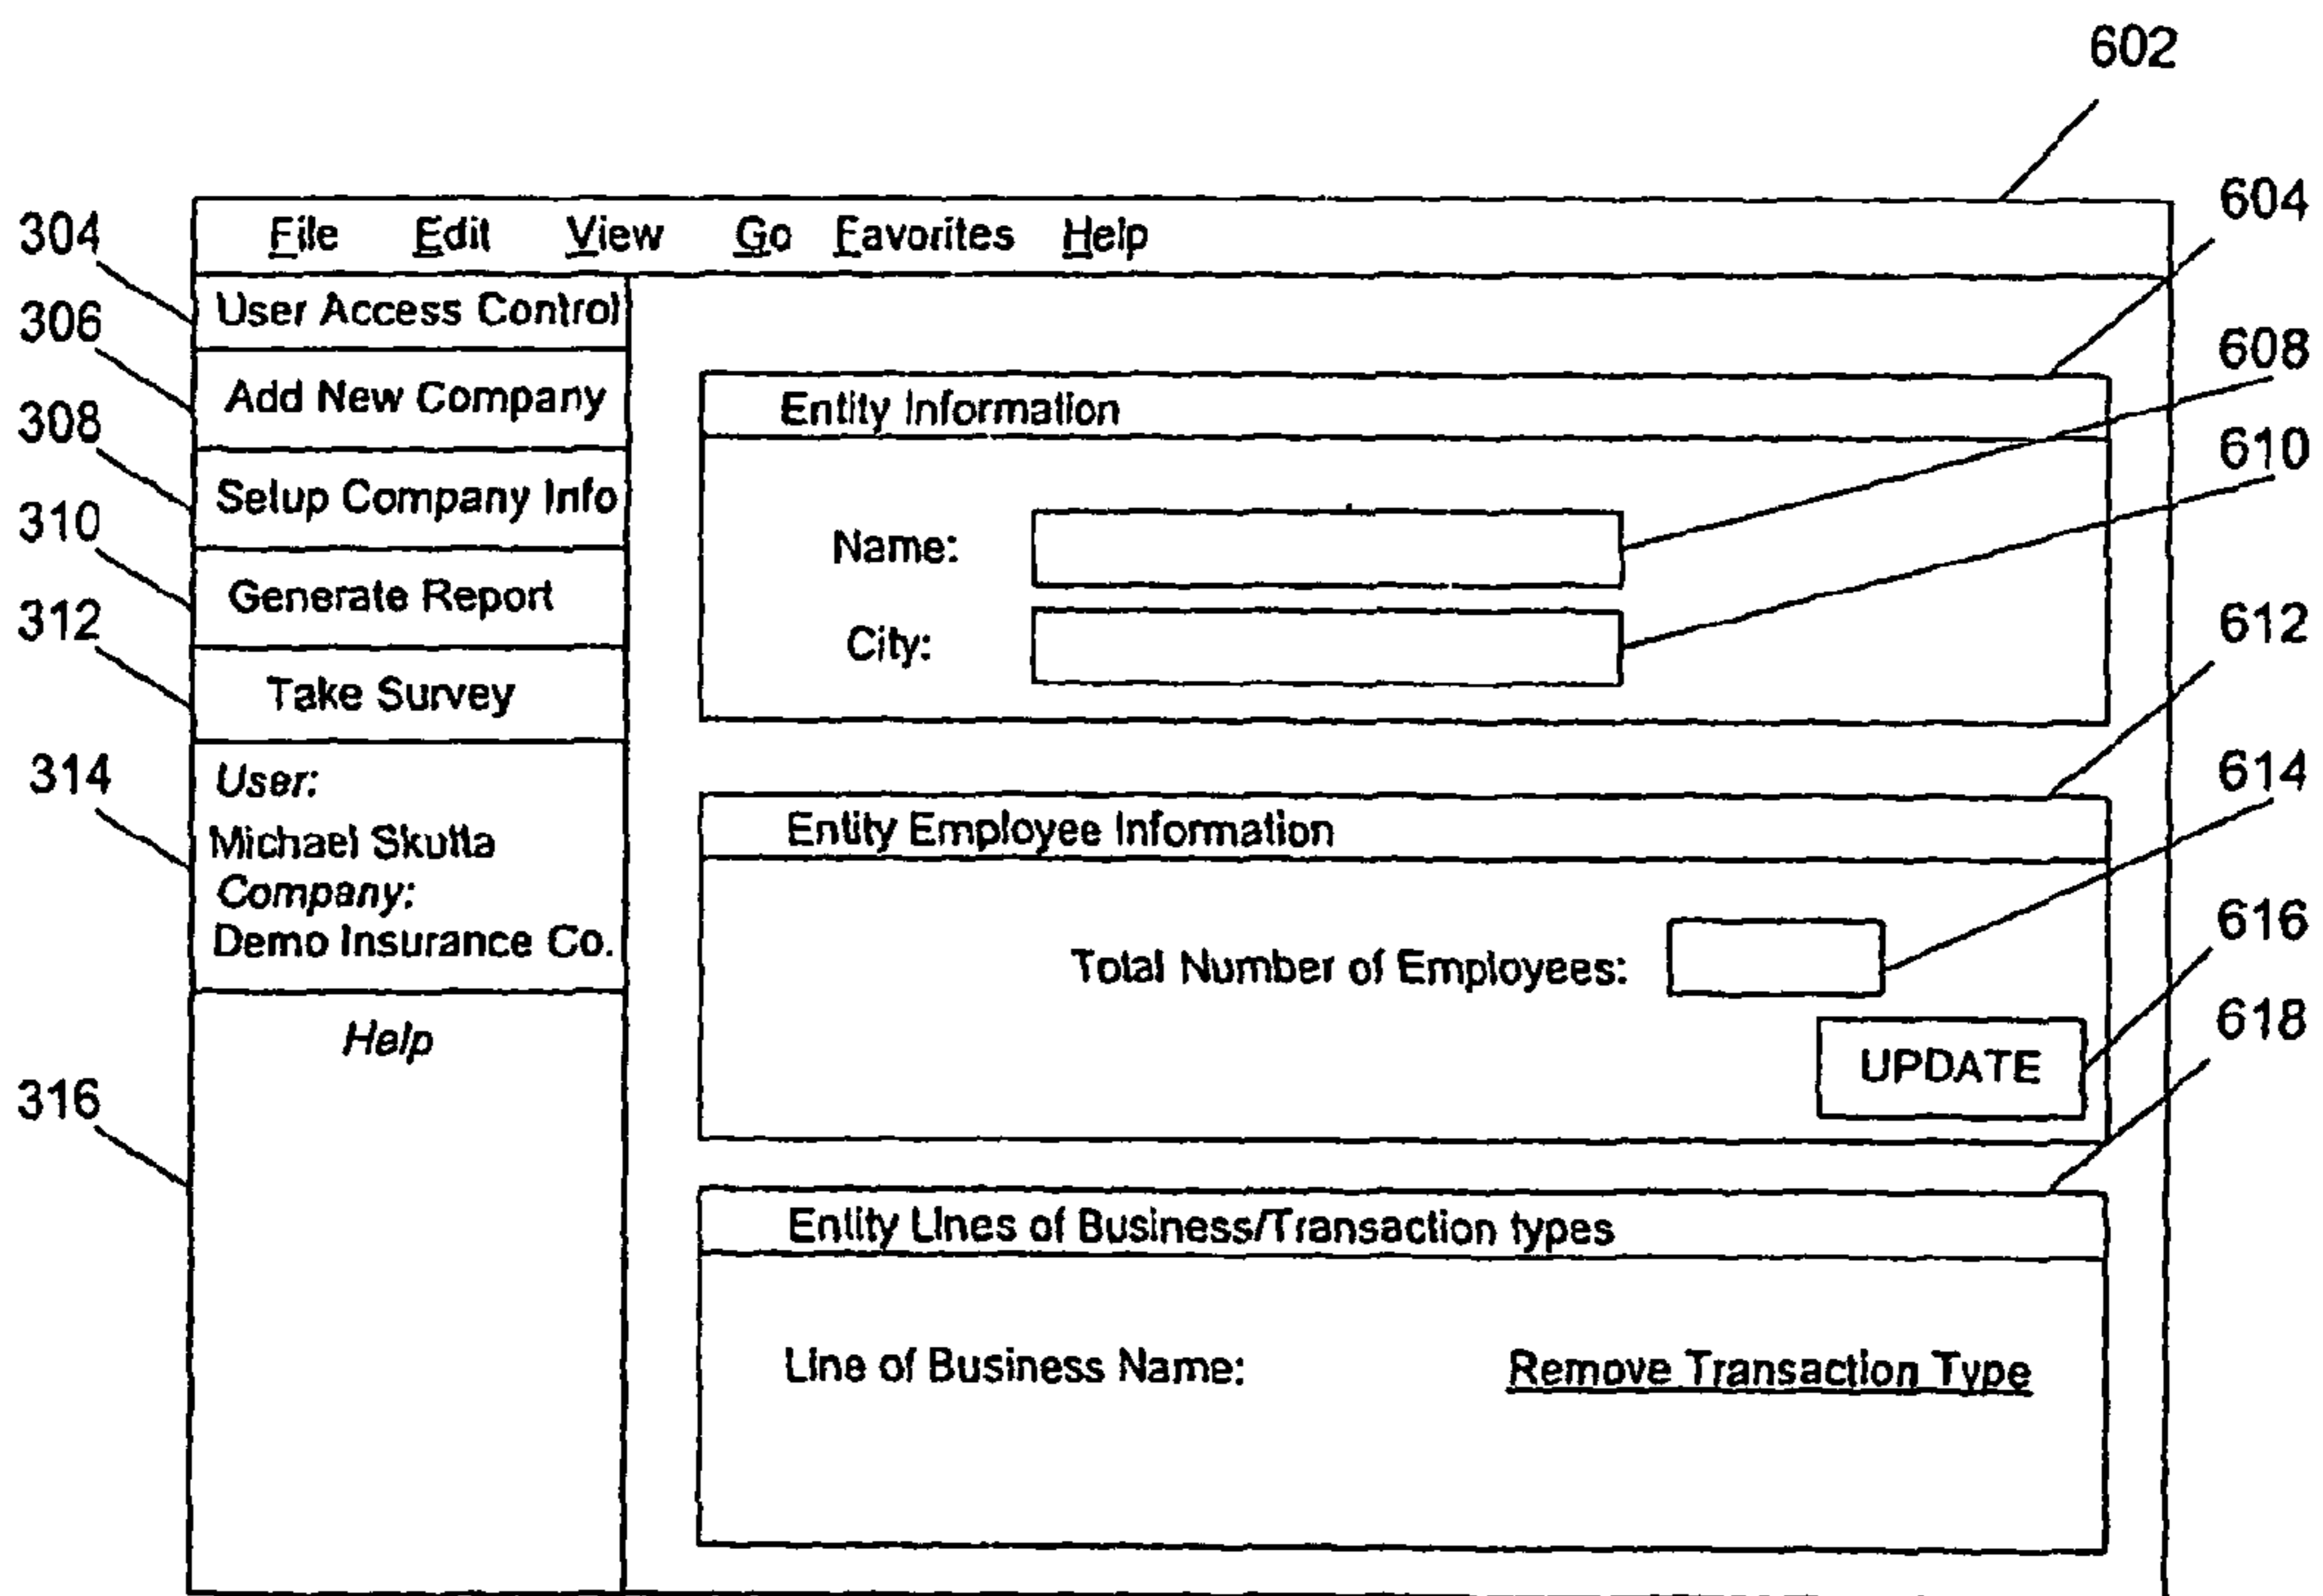 602
File Edit View Go Favorites Help
304
306
308
310
312
314
316
User Access Control
Add New Company
Setup Company Info
Generate Report
Take Survey
User:
Michael Skutta
Company:
Demo Insurance Co.
Help
Entity Information
Name:
City:
Entity Employee Information
Total Number of Employees:
UPDATE
Entity Lines of Business/Transaction types
Line of Business Name: Remove Transaction Type
604
608
610
612
614
616
618